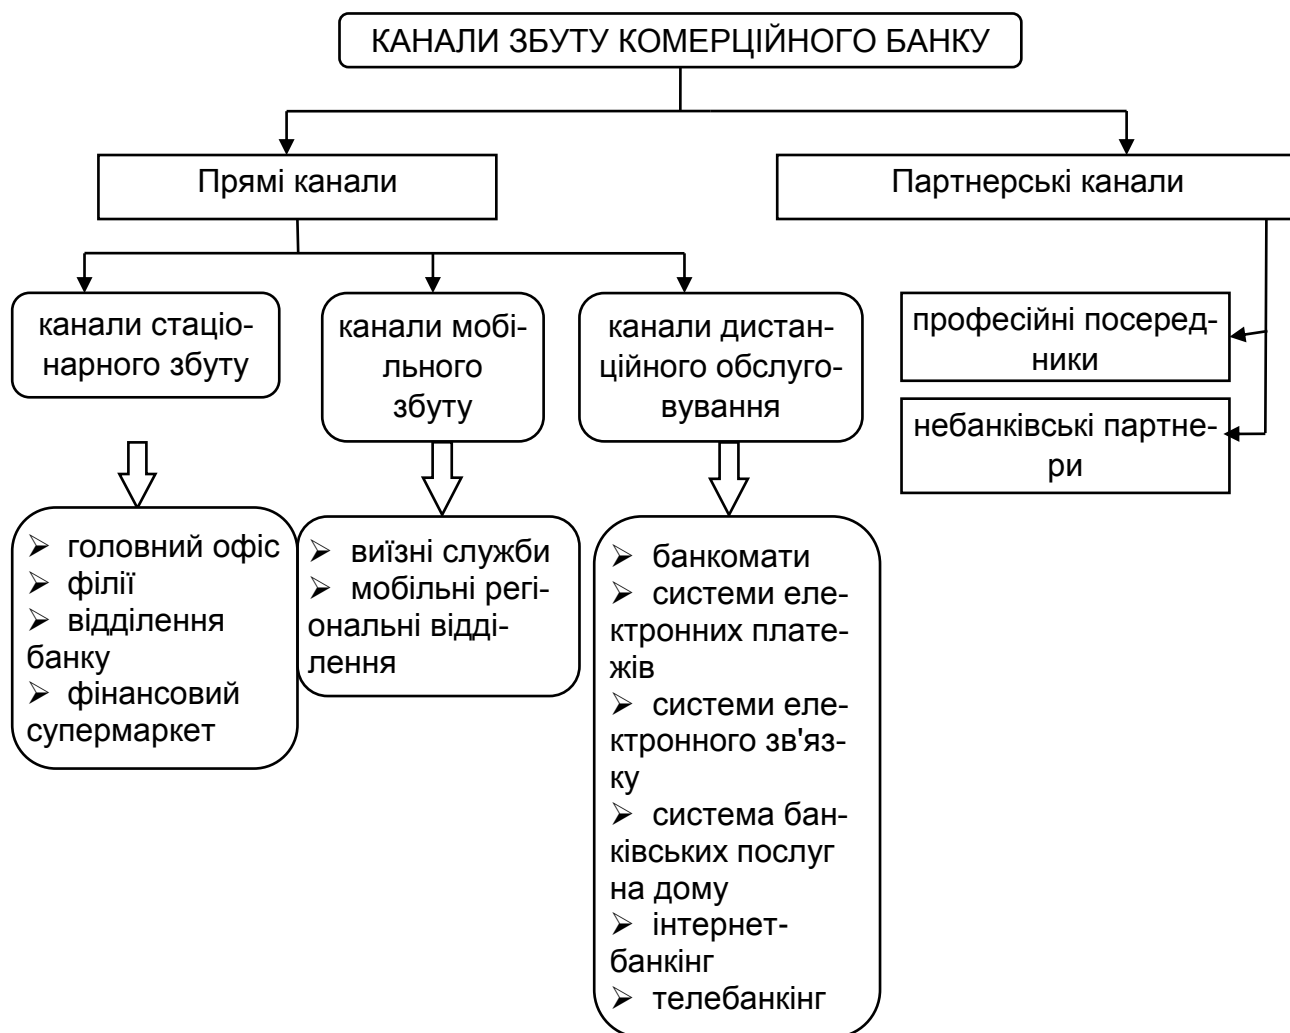 КАНАЛИ ЗБУТУ КОМЕРЦІЙНОГО БАНКУ
Прямі канали
Партнерські канали
канали стаціо-
нарного збуту
канали мобі-
льного
збуту
канали дистан-
ційного обслуго-
вування
професійні посеред-
ники
небанківські партне-
ри
➢ головний офіс
➢ філії
➢ відділення
банку
➢ фінансовий
супермаркет
➢ виїзні служби
➢ мобільні регі-
ональні відді-
лення
➢ банкомати
➢ системи еле-
ктронних плате-
жів
➢ системи еле-
ктронного зв'яз-
ку
➢ система бан-
ківських послуг
на дому
➢ інтернет-
банкінг
➢ телебанкінг